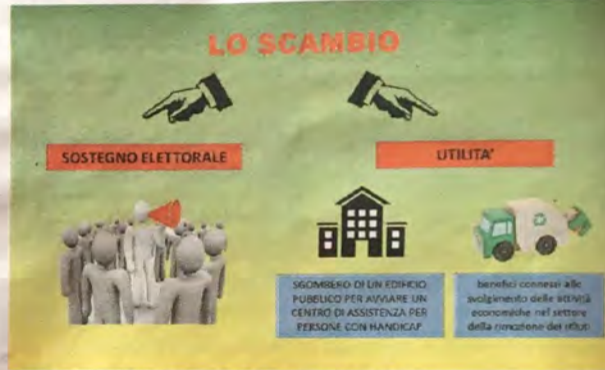 LO SCAMBIO
SOSTEGNO ELETTORALE
UTILITA'
SGOMBERO DI UN EDIFICIO
PUBBLICO PER AVVIARE UN
CENTRO DI ASSISTENZA PER
PERSONE CON HANDICAP
benefici connessi allo
svolgimento delle attività
economiche nel settore
della rimozione dei rifiuti